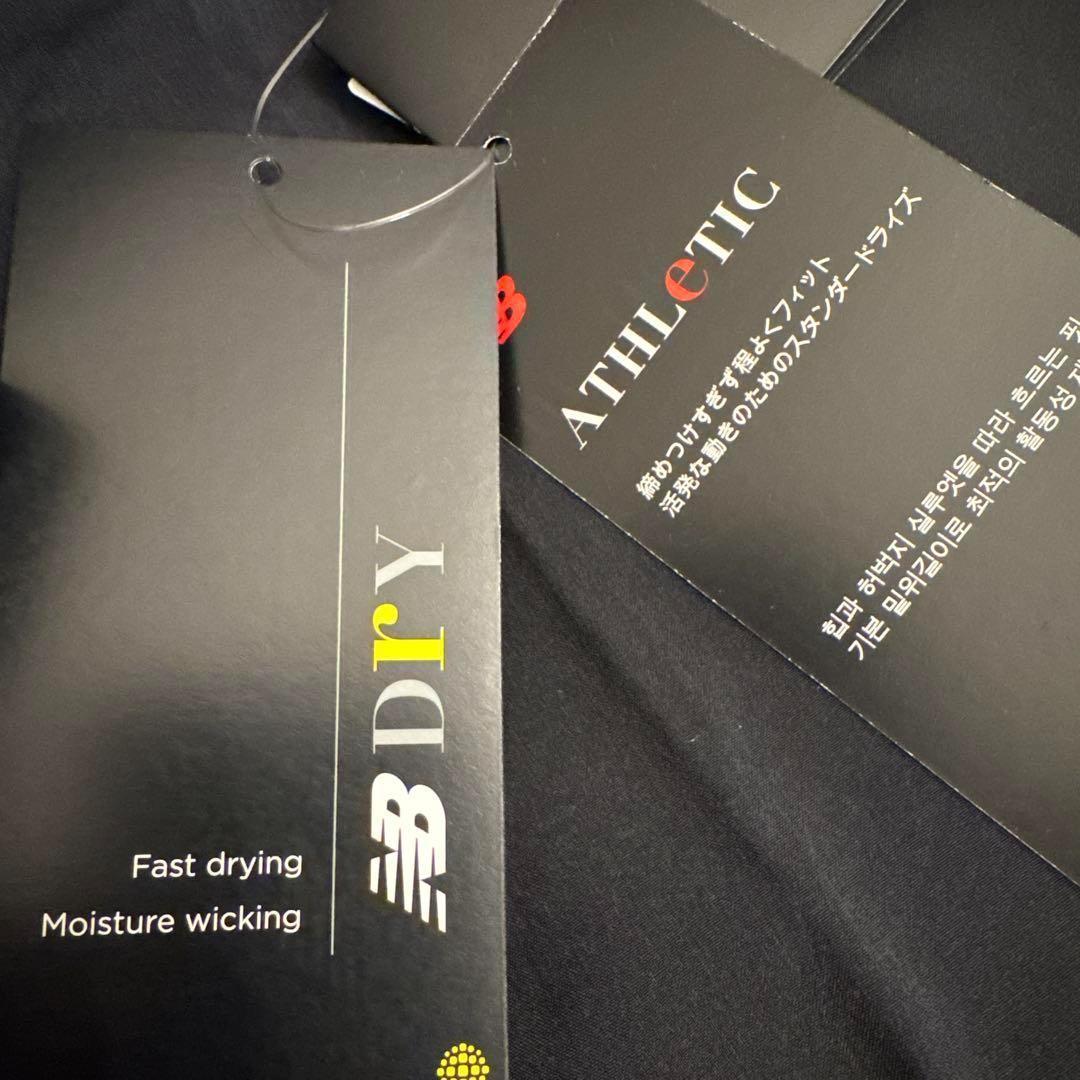 NB DrY
Fast drying
Moisture wicking
ATHLeTIC
締めつけすぎず程よくフィット
活発な動きのためのスタンダードライズ
힙과 허벅지 실루엣을 따라 흐르는 핏
기본 밑위길이로 최적의 활동성